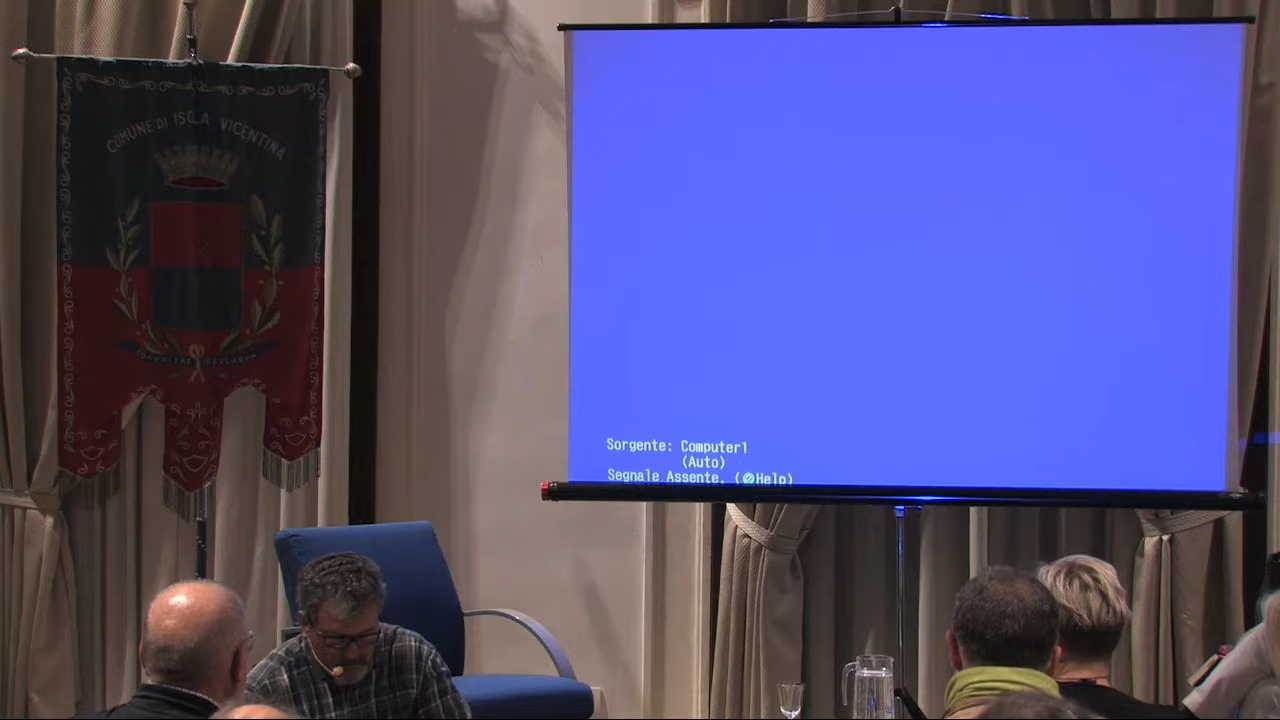 COMUNE DI ISOLA VICENTINA
Sorgente: Computer1
(Auto)
Segnale Assente. (Help)